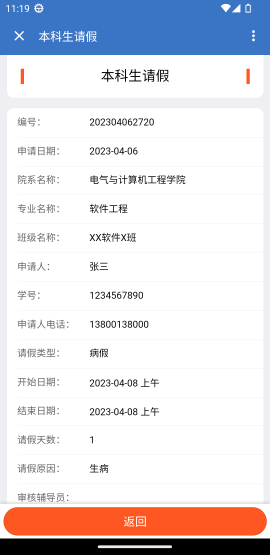 11:19
本科生请假
本科生请假
编号： 202304062720
申请日期： 2023-04-06
院系名称： 电气与计算机工程学院
专业名称： 软件工程
班级名称： XX软件X班
申请人： 张三
学号： 1234567890
申请人电话： 13800138000
请假类型： 病假
开始日期： 2023-04-08 上午
结束日期： 2023-04-08 上午
请假天数： 1
请假原因： 生病
审核辅导员：
返回